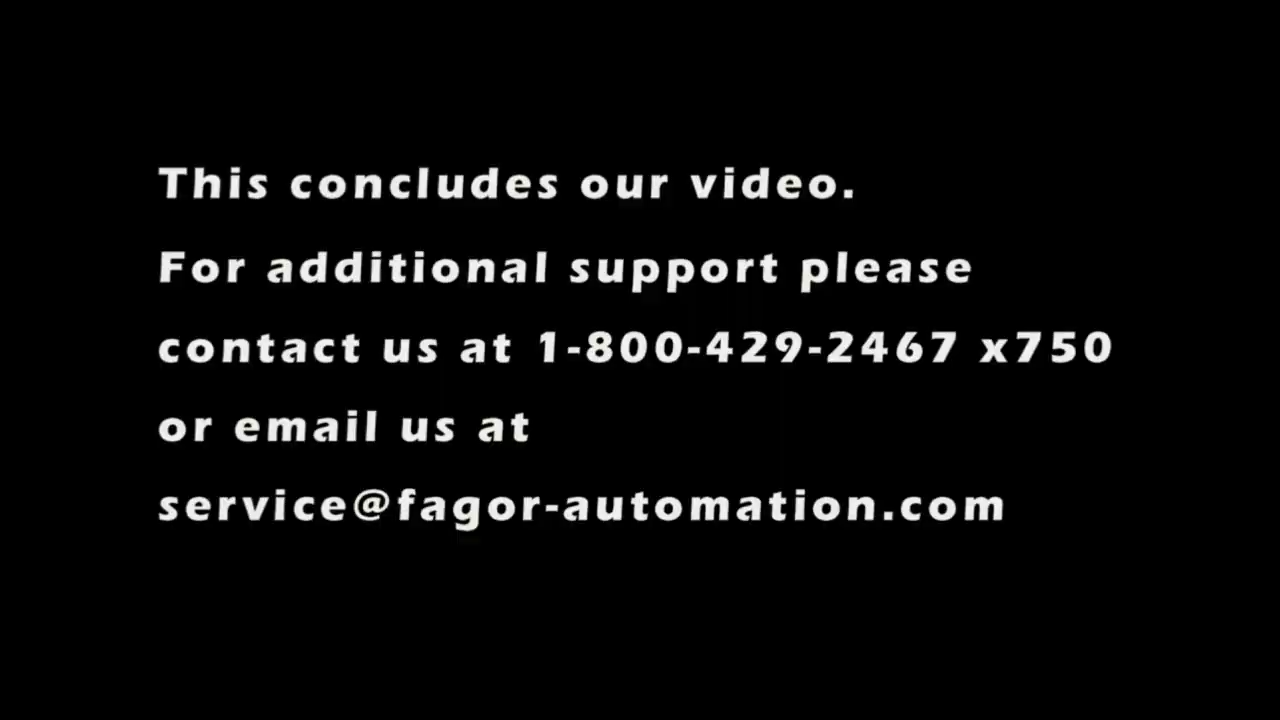 This concludes our video.
For additional support please
contact us at 1-800-429-2467 x750
or email us at
service@fagor-automation.com